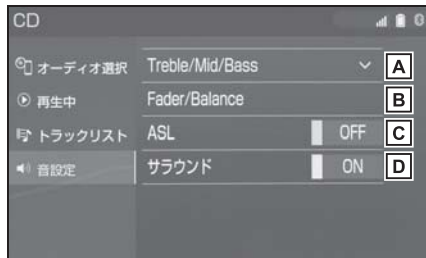 CD
オーディオ選択
Treble/Mid/Bass
A
再生中
Fader/Balance
B
トラックリスト
ASL
OFF
C
音設定
サラウンド
ON
D